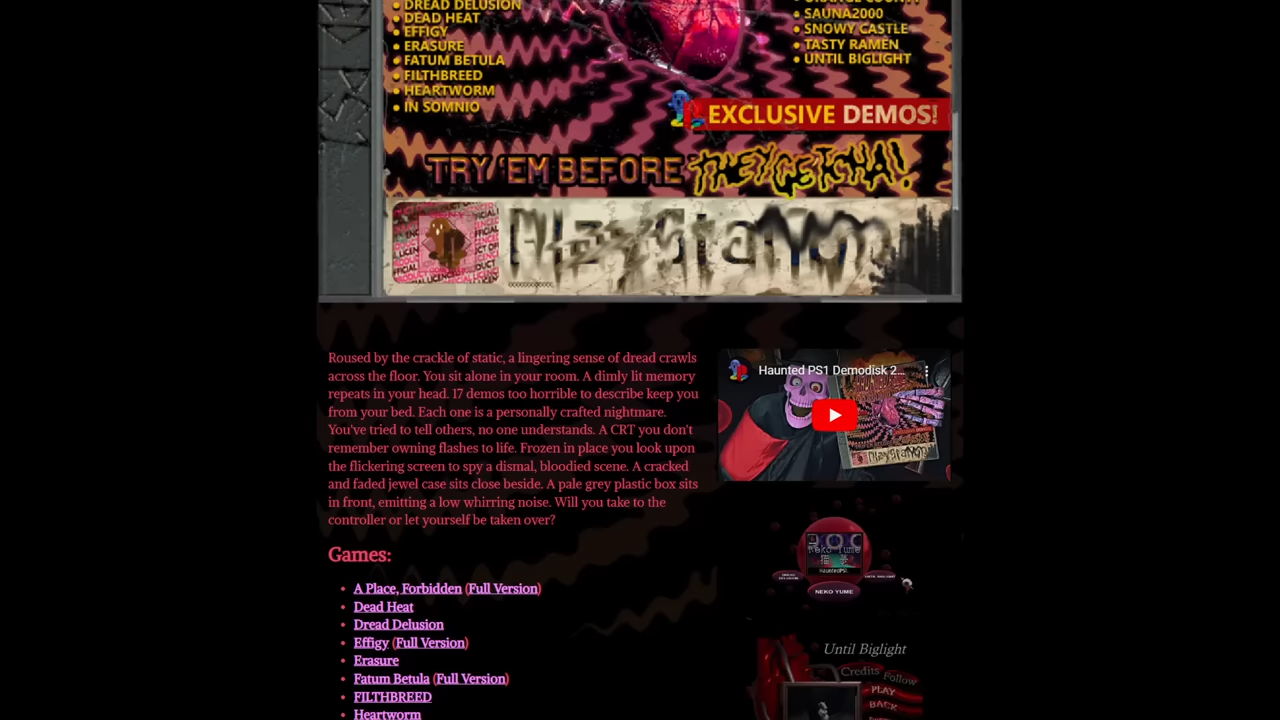 DREAD DELUSION
DEAD HEAT
EFFIGY
ERASURE
FATUM BETULA
FILTHBREED
HEARTWORM
IN SOMNIO
ORANGE COUNTY
SAUNA2000
SNOWY CASTLE
TASTY RAMEN
UNTIL BIGLIGHT
EXCLUSIVE DEMOS!
TRY 'EM BEFORE THEY GETCHA!
Roused by the crackle of static, a lingering sense of dread crawls
across the floor. You sit alone in your room. A dimly lit memory
repeats in your head. 17 demos too horrible to describe keep you
from your bed. Each one is a personally crafted nightmare.
You've tried to tell others, no one understands. A CRT you don't
remember owning flashes to life. Frozen in place you look upon
the flickering screen to spy a dismal, bloodied scene. A cracked
and faded jewel case sits close beside. A pale grey plastic box sits
in front, emitting a low whirring noise. Will you take to the
controller or let yourself be taken over?
Haunted PS1 Demodisk 2...
Games:
A Place, Forbidden (Full Version)
Dead Heat
Dread Delusion
Effigy (Full Version)
Erasure
Fatum Betula (Full Version)
FILTHBREED
Heartworm
NEKO YUME
Until Biglight
Credits Follow
PLAY
BACK